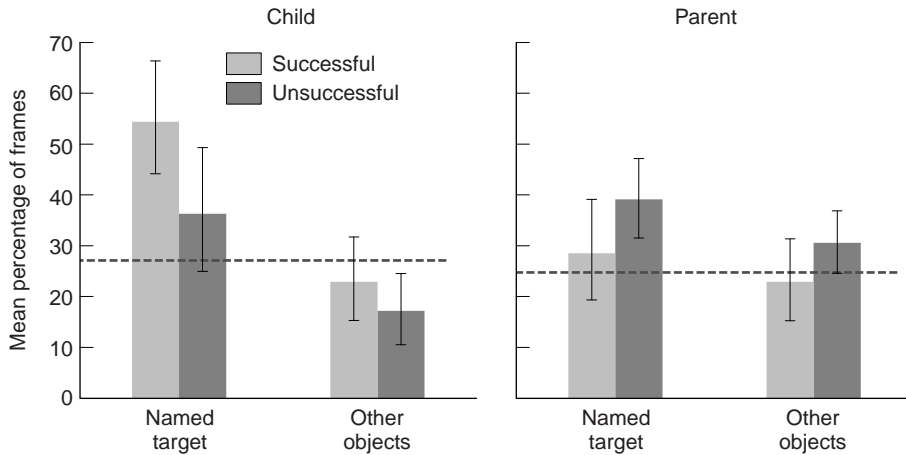 Child
Parent
Mean percentage of frames
70
60
50
40
30
20
10
0
Successful
Unsuccessful
Named
target
Other
objects
Named
target
Other
objects